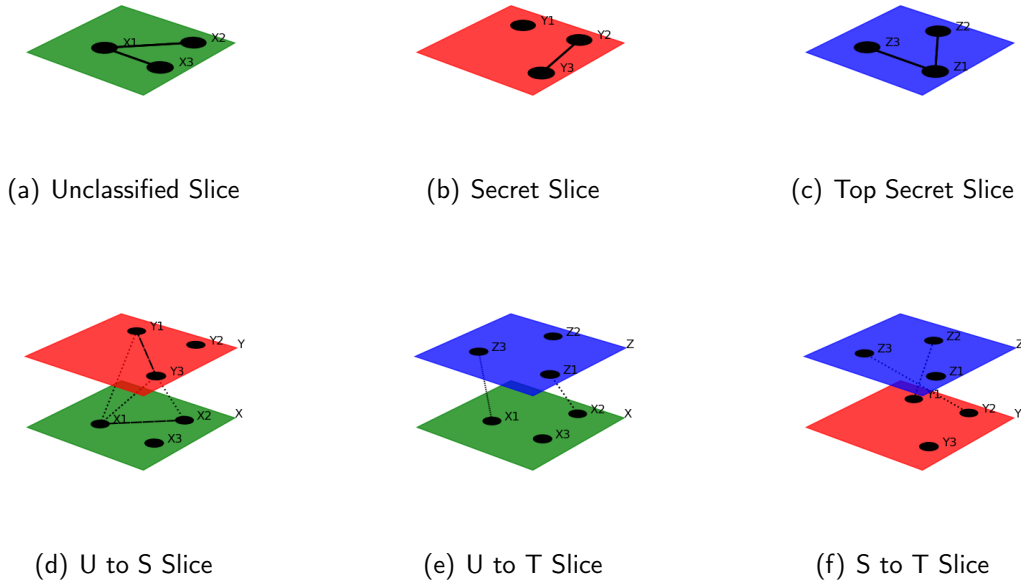 X1
X2
X3
Y1
Y2
Y3
Z2
Z3
Z1
(a) Unclassified Slice
(b) Secret Slice
(c) Top Secret Slice
Y1
Y2
Y
Y3
X1
X2
X
X3
Z2
Z3
Z
Z1
X1
X2
X
X3
Z2
Z3
Z
Z1
Y1
Y2
Y
Y3
(d) U to S Slice
(e) U to T Slice
(f) S to T Slice